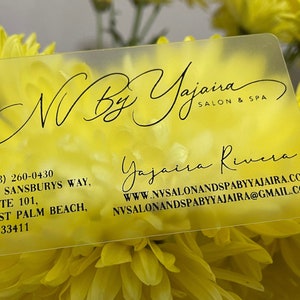 NV By Yajaira
SALON & SPA
Yajaira Rivera
) 260-0430
SANSBURYS WAY,
TE 101,
ST PALM BEACH,
33411
WWW.NVSALONANDSPABYYAJAIRA.COM
NVSALONANDSPABYYAJAIRA@GMAIL.CO